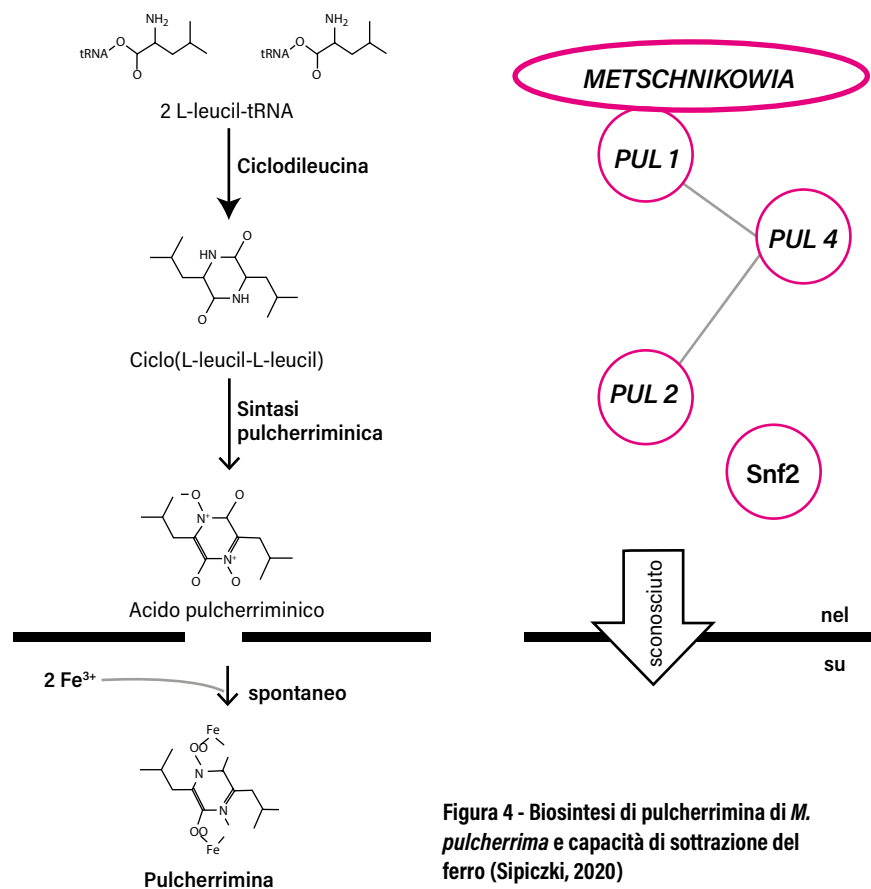 NH₂
O
tRNA
O
NH₂
O
tRNA
O
2 L-leucil-tRNA
Ciclodileucina
O
HN
NH
O
Ciclo(L-leucil-L-leucil)
Sintasi
pulcherriminica
O
N⁺
O
N⁺
O
O
Acido pulcherriminico
2 Fe³⁺
spontaneo
Fe
OO
N
N
OO
Fe
Pulcherrimina
METSCHNIKOWIA
PUL 1
PUL 4
PUL 2
Snf2
sconosciuto
nel
su
Figura 4 - Biosintesi di pulcherrimina di M.
pulcherrima e capacità di sottrazione del
ferro (Sipiczki, 2020)